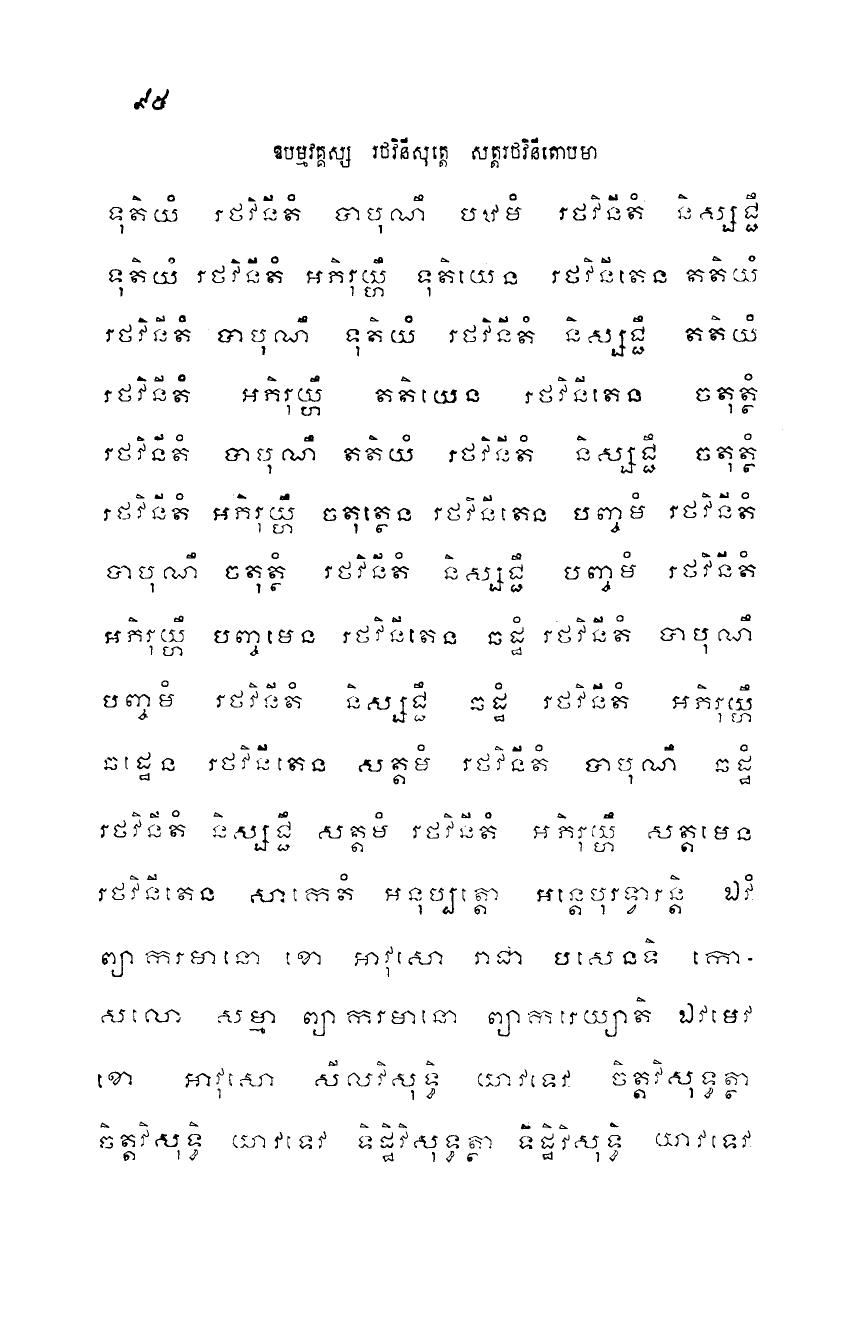 ៩៥
ឧបម្មវគ្គស្ស រថវិនីសុត្តេ សត្តរថវិនីតោបមា
ទុតិយំ រថវិនីតំ បាបុណឹ បឋមំ រថវិនីតំ និស្សជ្ជឹ
ទុតិយំ រថវិនីតំ អភិរុយ្ហឹ ទុតិយេន រថវិនីតេន តតិយំ
រថវិនីតំ បាបុណឹ ទុតិយំ រថវិនីតំ និស្សជ្ជឹ តតិយំ
រថវិនីតំ អភិរុយ្ហឹ តតិយេន រថវិនីតេន ចតុត្ថំ
រថវិនីតំ បាបុណឹ តតិយំ រថវិនីតំ និស្សជ្ជឹ ចតុត្ថំ
រថវិនីតំ អភិរុយ្ហឹ ចតុត្ថេន រថវិនីតេន បញ្ចមំ រថវិនីតំ
បាបុណឹ ចតុត្ថំ រថវិនីតំ និស្សជ្ជឹ បញ្ចមំ រថវិនីតំ
អភិរុយ្ហឹ បញ្ចមេន រថវិនីតេន ឆដ្ឋំ រថវិនីតំ បាបុណឹ
បញ្ចមំ រថវិនីតំ និស្សជ្ជឹ ឆដ្ឋំ រថវិនីតំ អភិរុយ្ហឹ
ឆដ្ឋេន រថវិនីតេន សត្តមំ រថវិនីតំ បាបុណឹ ឆដ្ឋំ
រថវិនីតំ និស្សជ្ជឹ សត្តមំ រថវិនីតំ អភិរុយ្ហឹ សត្តមេន
រថវិនីតេន សាកេតំ អនុប្បត្តោ អន្តេបុរទ្វារន្តិ ឯវំ
ព្យាករមានោ ខោ អាវុសោ រាជា បសេនទិ កោ-
សលោ សម្មា ព្យាករមានោ ព្យាករេយ្យាតិ ឯវមេវ
ខោ អាវុសោ សីលវិសុទ្ធិ យាវទេវ ចិត្តវិសុទ្ធត្ថា
ចិត្តវិសុទ្ធិ យាវទេវ ទិដ្ឋិវិសុទ្ធត្ថា ទិដ្ឋិវិសុទ្ធិ យាវទេវ